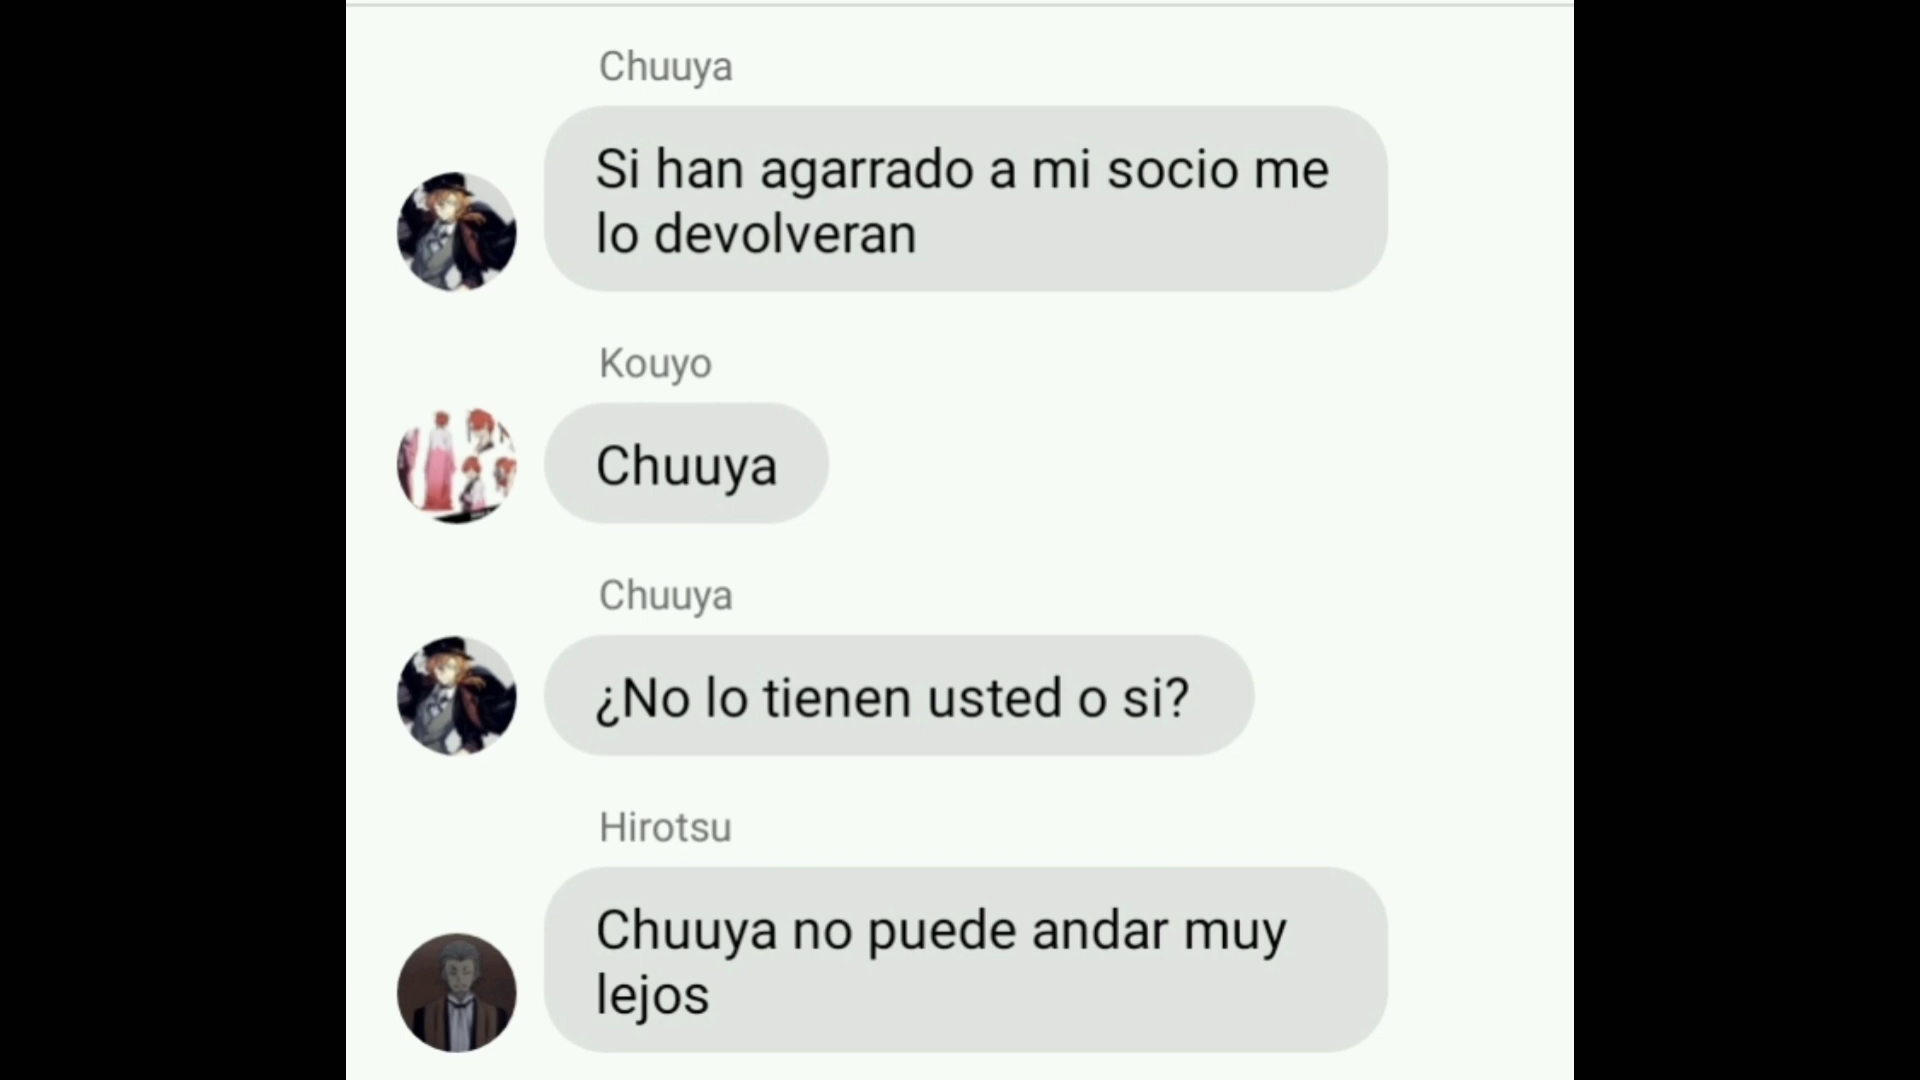 Chuuya
Si han agarrado a mi socio me
lo devolveran
Kouyo
Chuuya
Chuuya
¿No lo tienen usted o si?
Hirotsu
Chuuya no puede andar muy
lejos